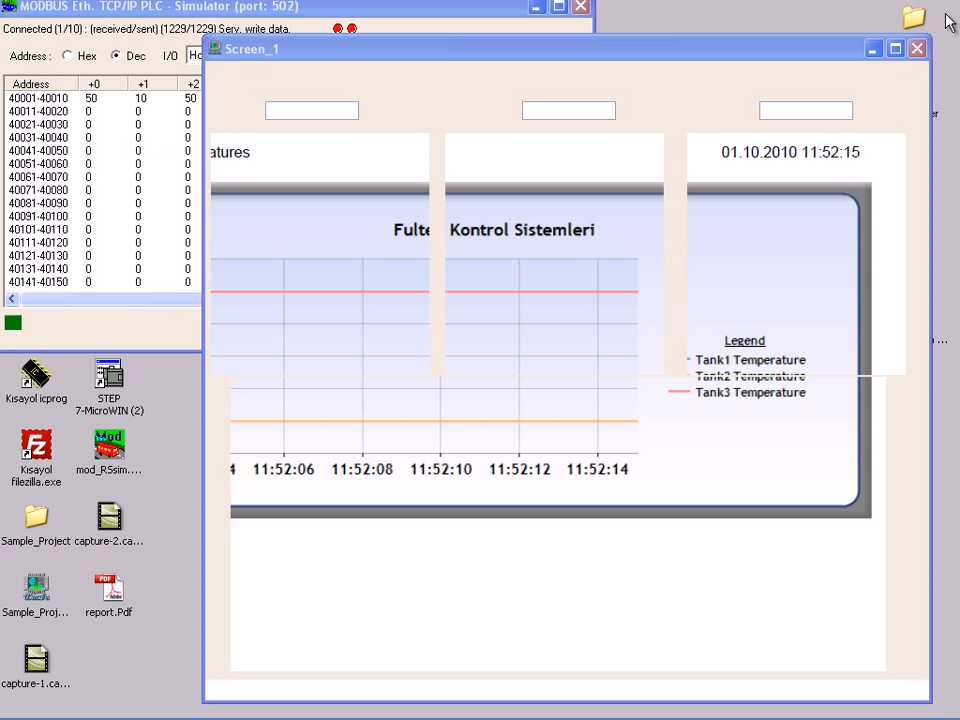 MODBUS Eth. TCP/IP PLC - Simulator (port: 502)
Connected (1/10) : (received/sent) (1229/1229) Serv. write data.
Address : Hex Dec I/O
Address +0 +1 +2
40001-40010 50 10 50
40011-40020 0 0 0
40021-40030 0 0 0
40031-40040 0 0 0
40041-40050 0 0 0
40051-40060 0 0 0
40061-40070 0 0 0
40071-40080 0 0 0
40081-40090 0 0 0
40091-40100 0 0 0
40101-40110 0 0 0
40111-40120 0 0 0
40121-40130 0 0 0
40131-40140 0 0 0
40141-40150 0 0 0
Screen_1
atures
01.10.2010 11:52:15
Fulte Kontrol Sistemleri
Legend
Tank1 Temperature
Tank2 Temperature
Tank3 Temperature
4 11:52:06 11:52:08 11:52:10 11:52:12 11:52:14
Kısayol icprog
STEP
7-MicroWIN (2)
Kısayol
filezilla.exe
mod_RSsim....
Sample_Project
capture-2.ca...
Sample_Proj...
report.Pdf
capture-1.ca...